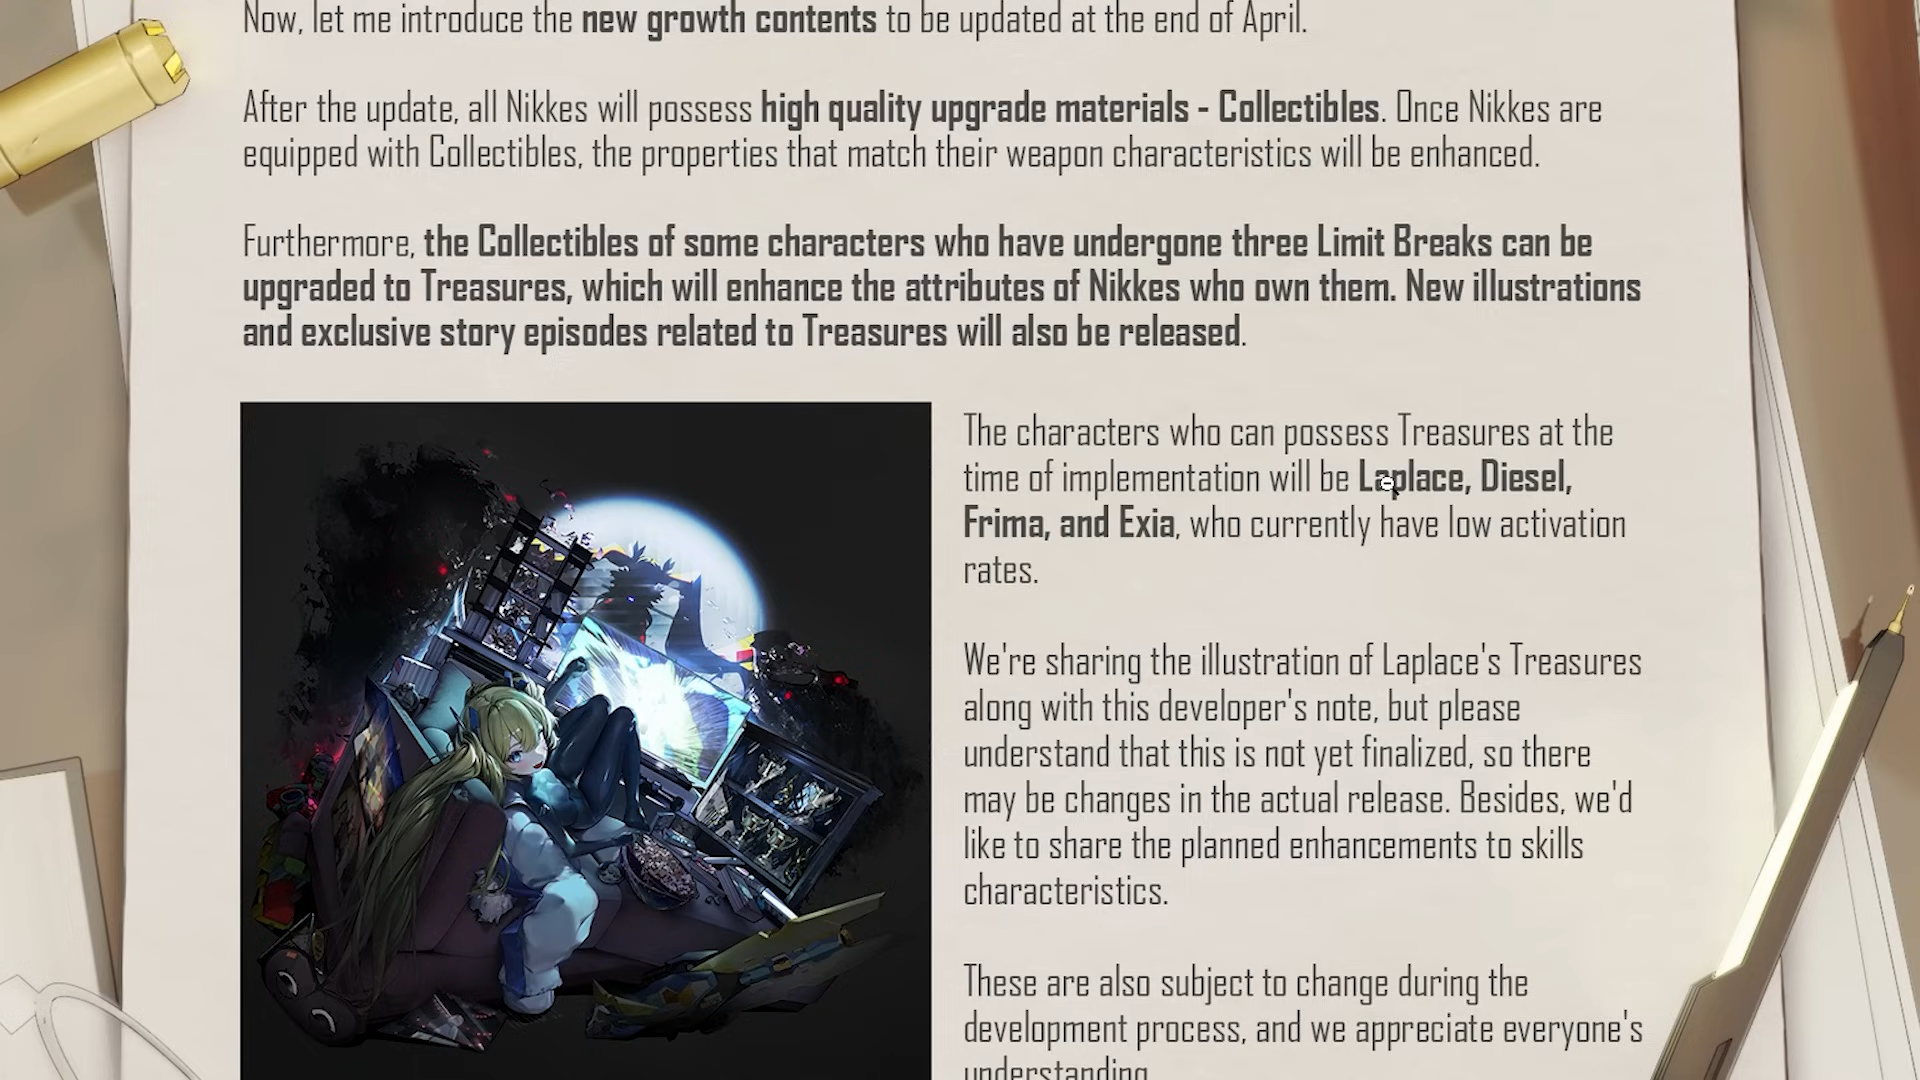 Now, let me introduce the new growth contents to be updated at the end of April.
After the update, all Nikkes will possess high quality upgrade materials - Collectibles. Once Nikkes are
equipped with Collectibles, the properties that match their weapon characteristics will be enhanced.
Furthermore, the Collectibles of some characters who have undergone three Limit Breaks can be
upgraded to Treasures, which will enhance the attributes of Nikkes who own them. New illustrations
and exclusive story episodes related to Treasures will also be released.
The characters who can possess Treasures at the
time of implementation will be Laplace, Diesel,
Frima, and Exia, who currently have low activation
rates.
We're sharing the illustration of Laplace's Treasures
along with this developer's note, but please
understand that this is not yet finalized, so there
may be changes in the actual release. Besides, we'd
like to share the planned enhancements to skills
characteristics.
These are also subject to change during the
development process, and we appreciate everyone's
understanding.